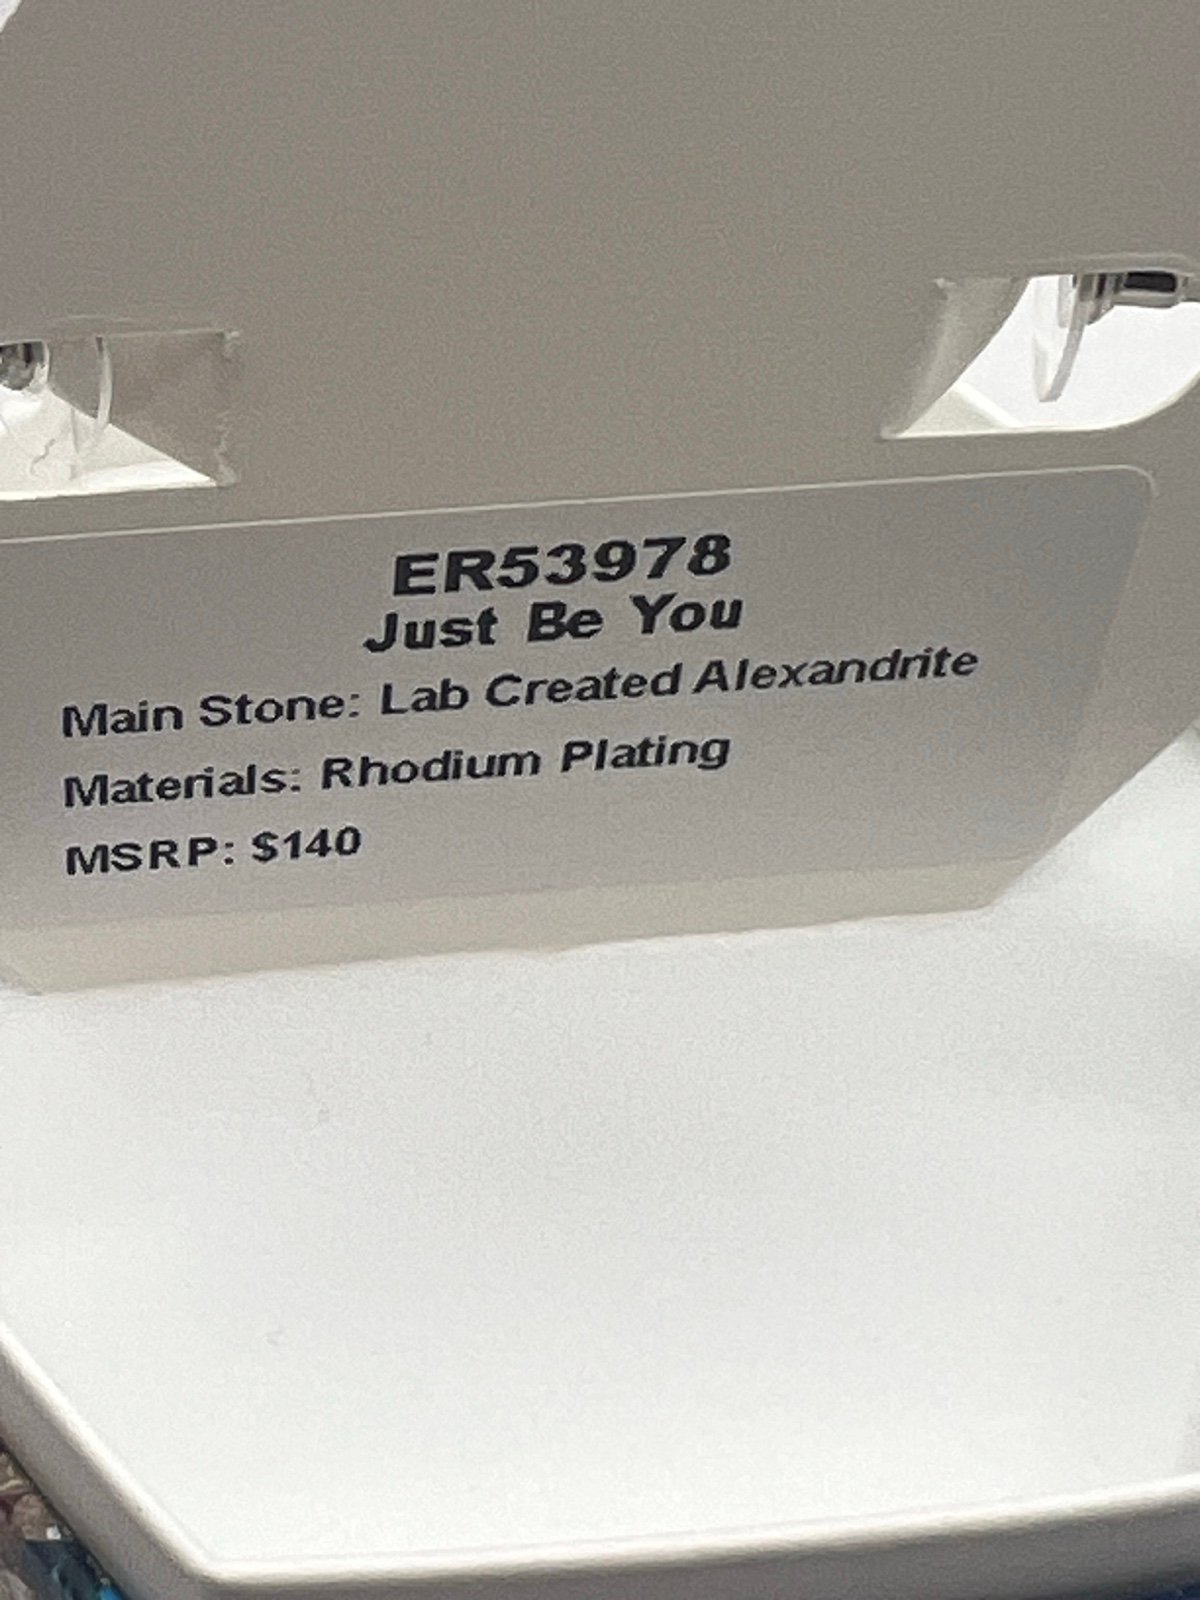 ER53978
Just Be You
Main Stone: Lab Created Alexandrite
Materials: Rhodium Plating
MSRP: $140